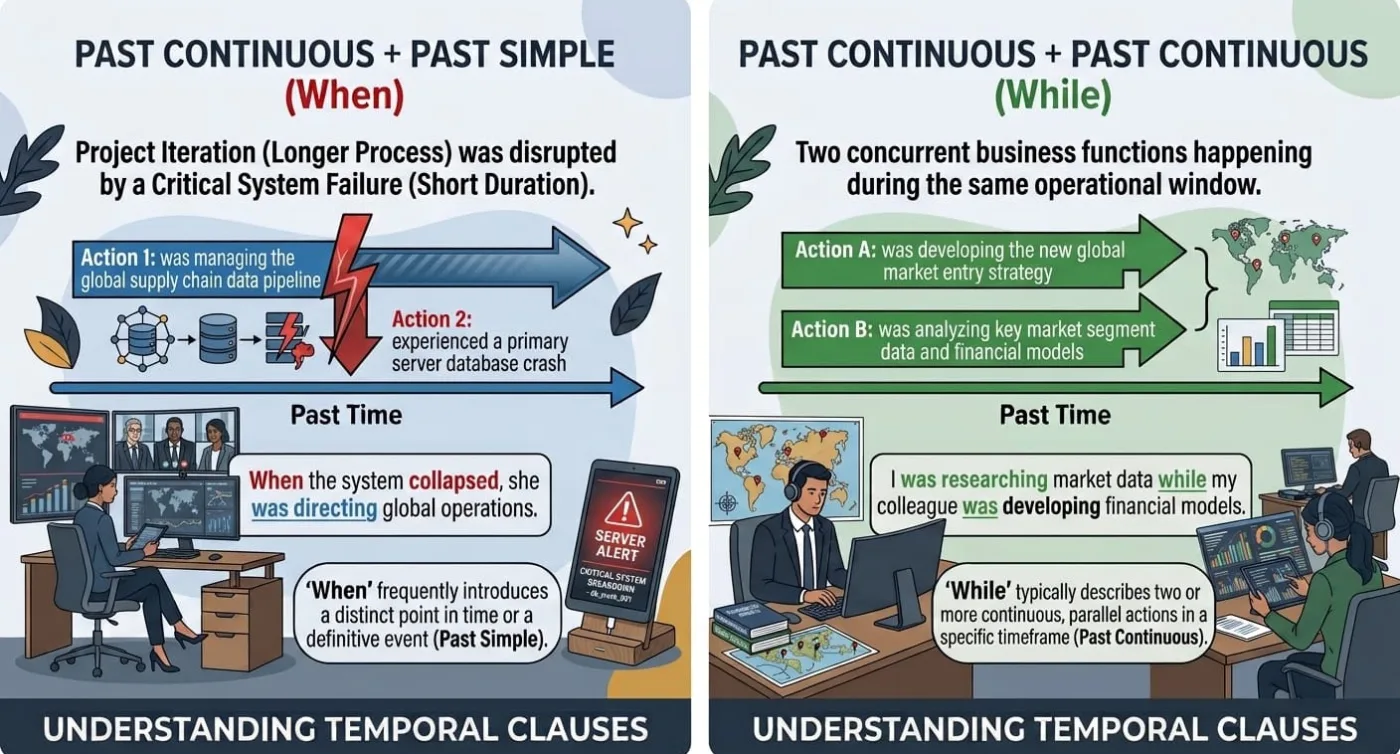 PAST CONTINUOUS + PAST SIMPLE
(When)
Project Iteration (Longer Process) was disrupted
by a Critical System Failure (Short Duration).
Action 1: was managing the
global supply chain data pipeline
Action 2:
experienced a primary
server database crash
Past Time
When the system collapsed, she
was directing global operations.
SERVER
ALERT
'When' frequently introduces
a distinct point in time or a
definitive event (Past Simple).
UNDERSTANDING TEMPORAL CLAUSES
PAST CONTINUOUS + PAST CONTINUOUS
(While)
Two concurrent business functions happening
during the same operational window.
Action A: was developing the new global
market entry strategy
Action B: was analyzing key market segment
data and financial models
Past Time
I was researching market data while my
colleague was developing financial models.
'While' typically describes two or
more continuous, parallel actions in a
specific timeframe (Past Continuous).
UNDERSTANDING TEMPORAL CLAUSES